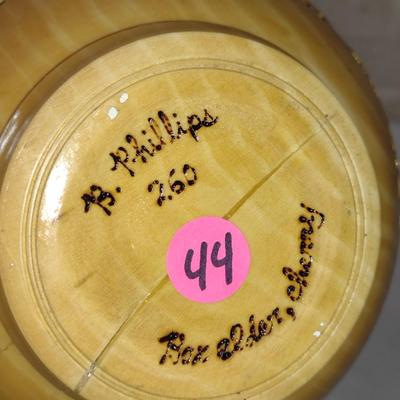 B. Phillips
260
44
Box elder, cherry